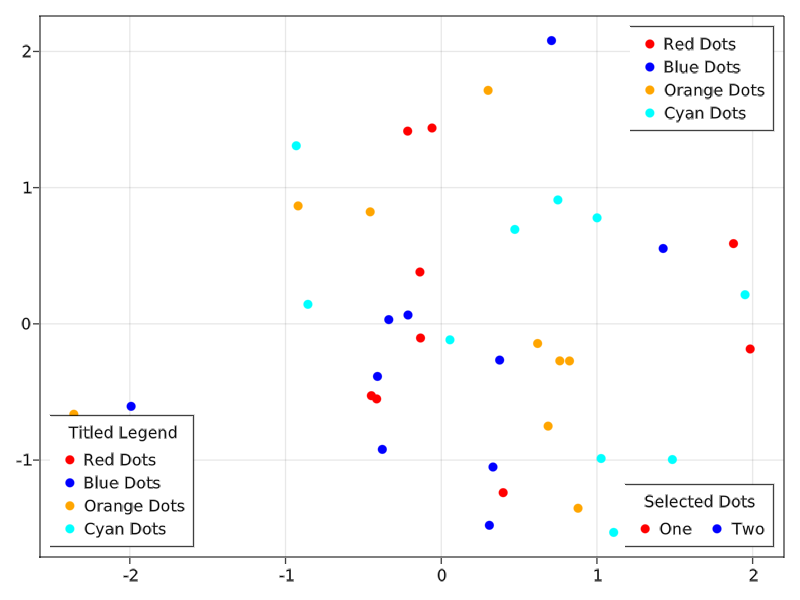 2
1
0
-1
-2
-1
0
1
2
Red Dots
Blue Dots
Orange Dots
Cyan Dots
Titled Legend
Red Dots
Blue Dots
Orange Dots
Cyan Dots
Selected Dots
One Two